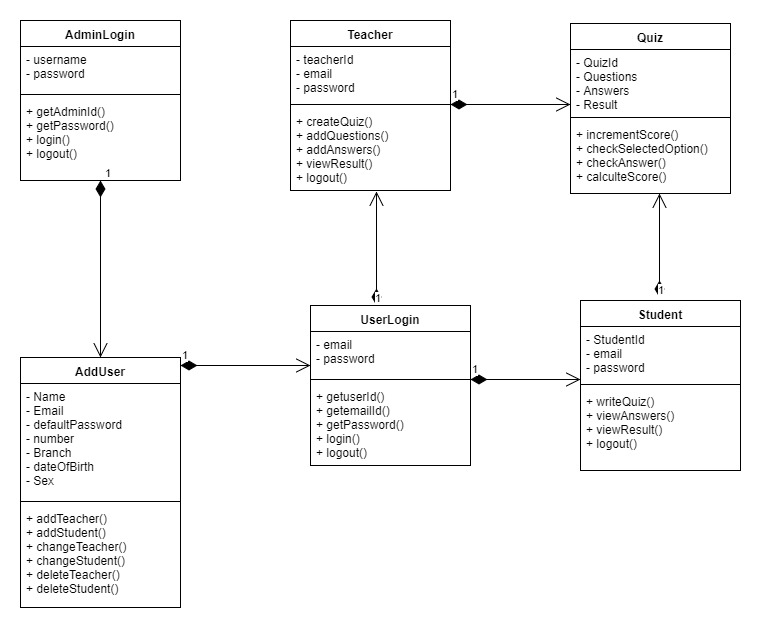 AdminLogin
- username
- password
+ getAdminId()
+ getPassword()
+ login()
+ logout()
1
Teacher
- teacherId
- email
- password
+ createQuiz()
+ addQuestions()
+ addAnswers()
+ viewResult()
+ logout()
1
Quiz
- QuizId
- Questions
- Answers
- Result
+ incrementScore()
+ checkSelectedOption()
+ checkAnswer()
+ calculteScore()
AddUser
- Name
- Email
- defaultPassword
- number
- Branch
- dateOfBirth
- Sex
+ addTeacher()
+ addStudent()
+ changeTeacher()
+ changeStudent()
+ deleteTeacher()
+ deleteStudent()
1
1
UserLogin
- email
- password
+ getuserId()
+ getemailId()
+ getPassword()
+ login()
+ logout()
1
1
Student
- StudentId
- email
- password
+ writeQuiz()
+ viewAnswers()
+ viewResult()
+ logout()